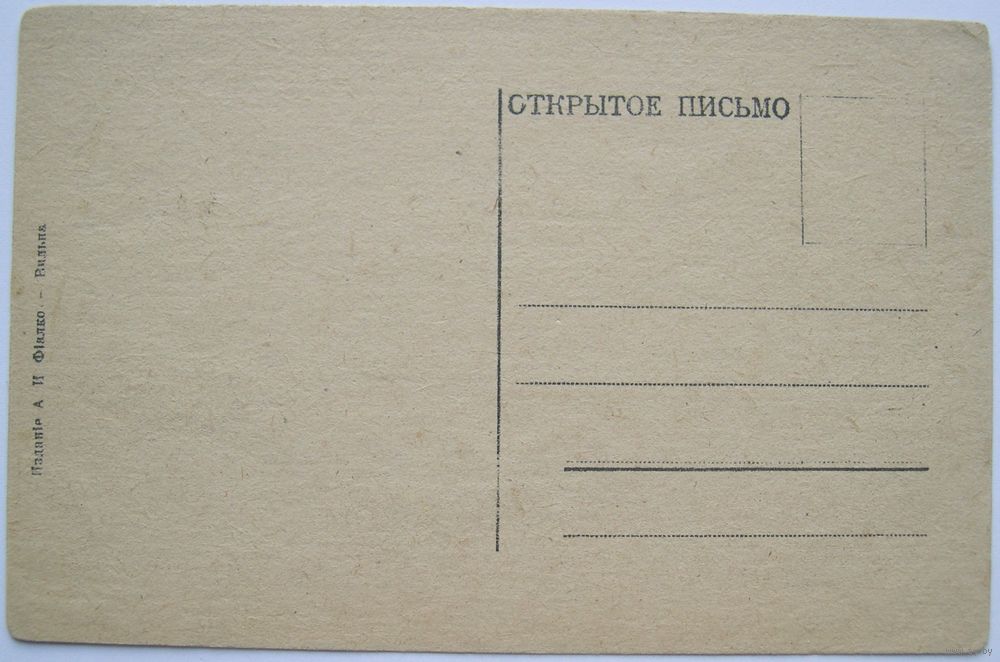 ОТКРЫТОЕ ПИСЬМО
Изданіе А И Фіалко. – Вильна